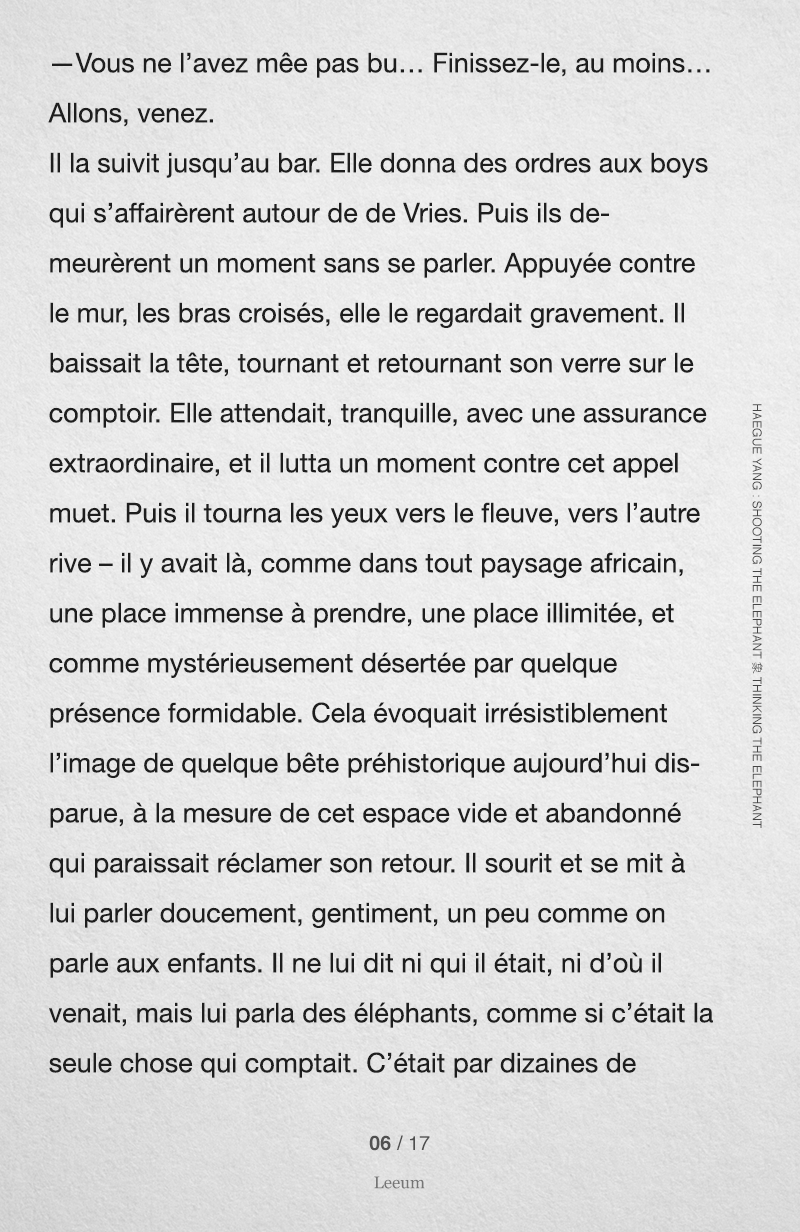 —Vous ne l’avez mêe pas bu… Finissez-le, au moins…
Allons, venez.
Il la suivit jusqu’au bar. Elle donna des ordres aux boys
qui s’affairèrent autour de de Vries. Puis ils de-
meurèrent un moment sans se parler. Appuyée contre
le mur, les bras croisés, elle le regardait gravement. Il
baissait la tête, tournant et retournant son verre sur le
comptoir. Elle attendait, tranquille, avec une assurance
extraordinaire, et il lutta un moment contre cet appel
muet. Puis il tourna les yeux vers le fleuve, vers l’autre
rive – il y avait là, comme dans tout paysage africain,
une place immense à prendre, une place illimitée, et
comme mystérieusement désertée par quelque
présence formidable. Cela évoquait irrésistiblement
l’image de quelque bête préhistorique aujourd’hui dis-
parue, à la mesure de cet espace vide et abandonné
qui paraissait réclamer son retour. Il sourit et se mit à
lui parler doucement, gentiment, un peu comme on
parle aux enfants. Il ne lui dit ni qui il était, ni d’où il
venait, mais lui parla des éléphants, comme si c’était la
seule chose qui comptait. C’était par dizaines de
HAEGUE YANG : SHOOTING THE ELEPHANT 象 THINKING THE ELEPHANT
06 / 17
Leeum